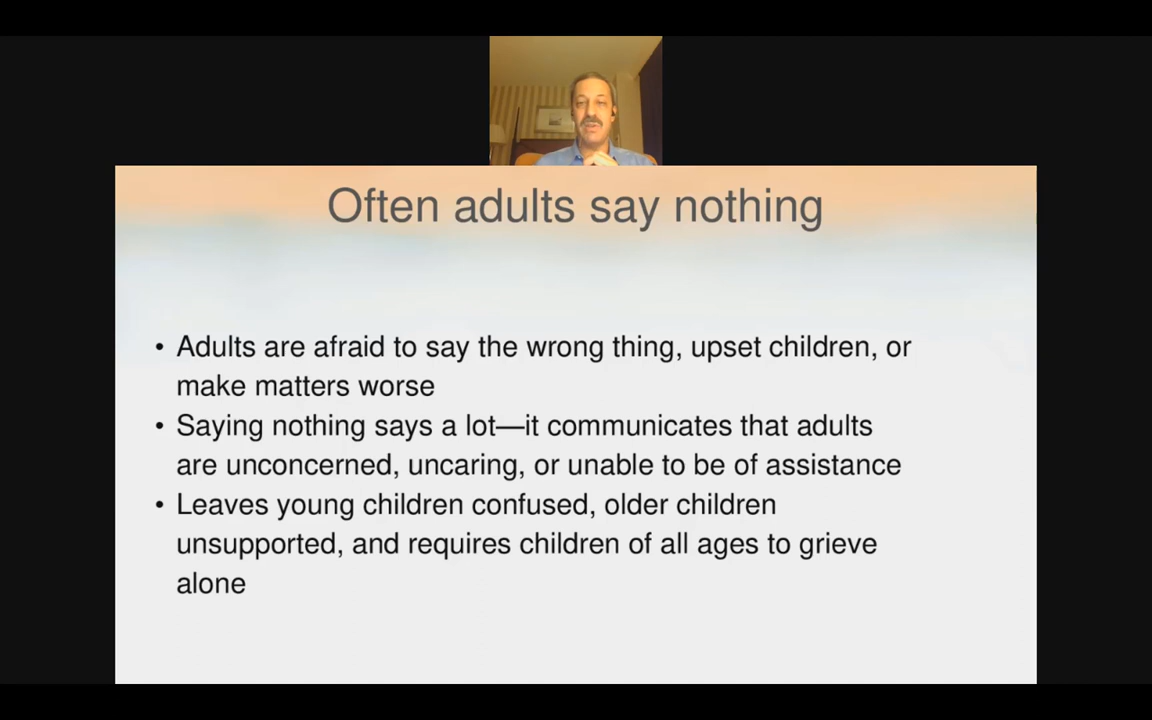 Often adults say nothing
• Adults are afraid to say the wrong thing, upset children, or
make matters worse
• Saying nothing says a lot—it communicates that adults
are unconcerned, uncaring, or unable to be of assistance
• Leaves young children confused, older children
unsupported, and requires children of all ages to grieve
alone